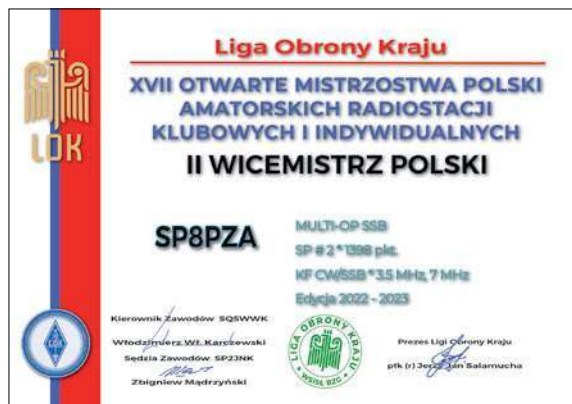 Liga Obrony Kraju
XVII OTWARTE MISTRZOSTWA POLSKI
AMATORSKICH RADIOSTACJI
KLUBOWYCH I INDYWIDUALNYCH
II WICEMISTRZ POLSKI
LOK
SP8PZA
MULTI-OP SSB
SP # 2 * 1398 pkt.
KF CW/SSB * 3.5 MHz, 7 MHz
Edycja 2022 - 2023
Kierownik Zawodów SQ5WWK
Włodzimierz Wł. Karczewski
Sędzia Zawodów SP2JNK
Zbigniew Mądrzyński
LIGA OBRONY KRAJU
Prezes Ligi Obrony Kraju
płk (r) Jerzy Jan Salamucha
LOK